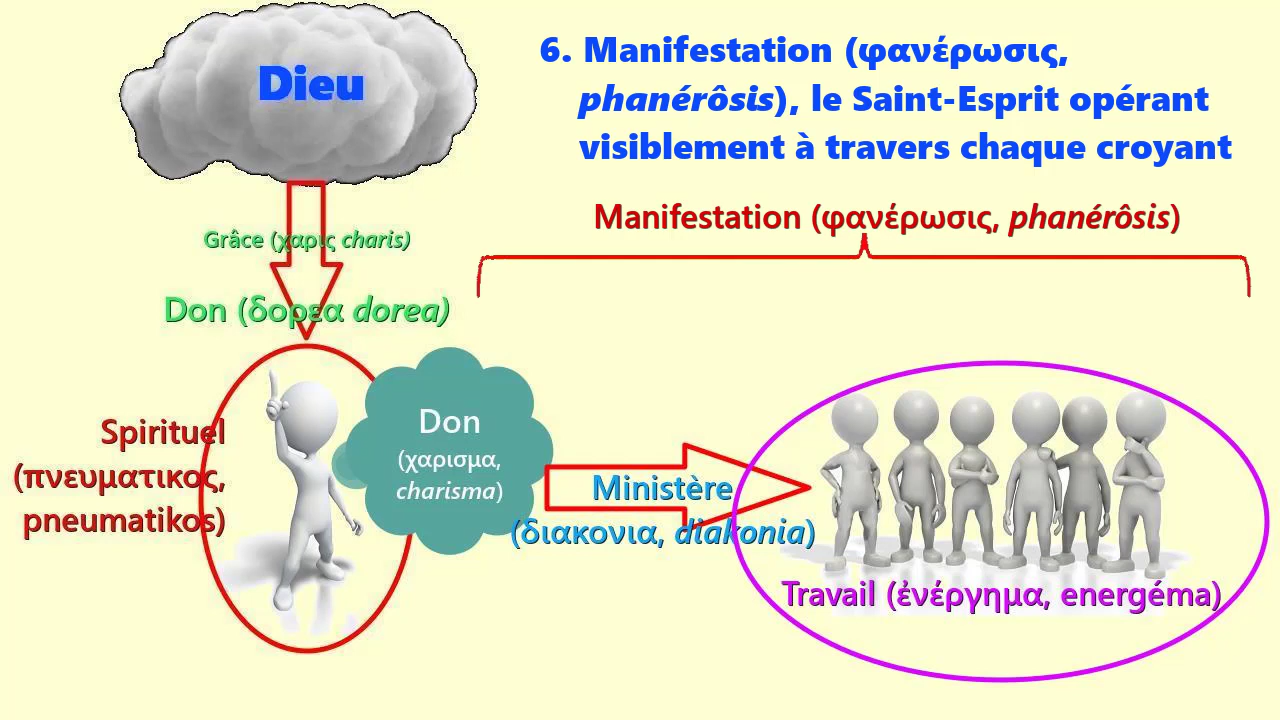 Dieu
6. Manifestation (φανέρωσις,
phanérôsis), le Saint-Esprit opérant
visiblement à travers chaque croyant
Manifestation (φανέρωσις, phanérôsis)
Grâce (χαρις charis)
Don (δορεα dorea)
Spirituel
(πνευματικος,
pneumatikos)
Don
(χαρισμα,
charisma)
Ministère
(διακονια, diakonia)
Travail (ἐνέργημα, energéma)